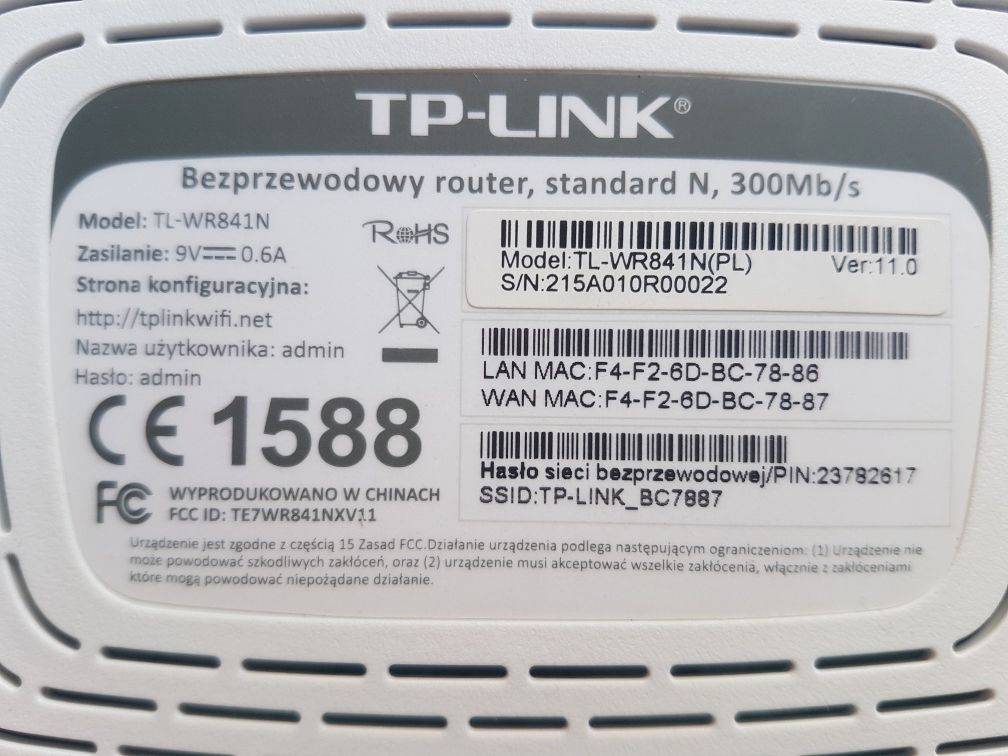 TP-LINK®
Bezprzewodowy router, standard N, 300Mb/s
Model: TL-WR841N
Zasilanie: 9V⎓0.6A
Strona konfiguracyjna:
http://tplinkwifi.net
Nazwa użytkownika: admin
Hasło: admin
RoHS
CE 1588
FC
WYPRODUKOWANO W CHINACH
FCC ID: TE7WR841NXV11
Model:TL-WR841N(PL) Ver:11.0
S/N:215A010R00022
LAN MAC:F4-F2-6D-BC-78-86
WAN MAC:F4-F2-6D-BC-78-87
Hasło sieci bezprzewodowej/PIN:23782617
SSID:TP-LINK_BC7887
Urządzenie jest zgodne z częścią 15 Zasad FCC.Działanie urządzenia podlega następującym ograniczeniom: (1) Urządzenie nie
może powodować szkodliwych zakłóceń, oraz (2) urządzenie musi akceptować wszelkie zakłócenia, włącznie z zakłóceniami
które mogą powodować niepożądane działanie.